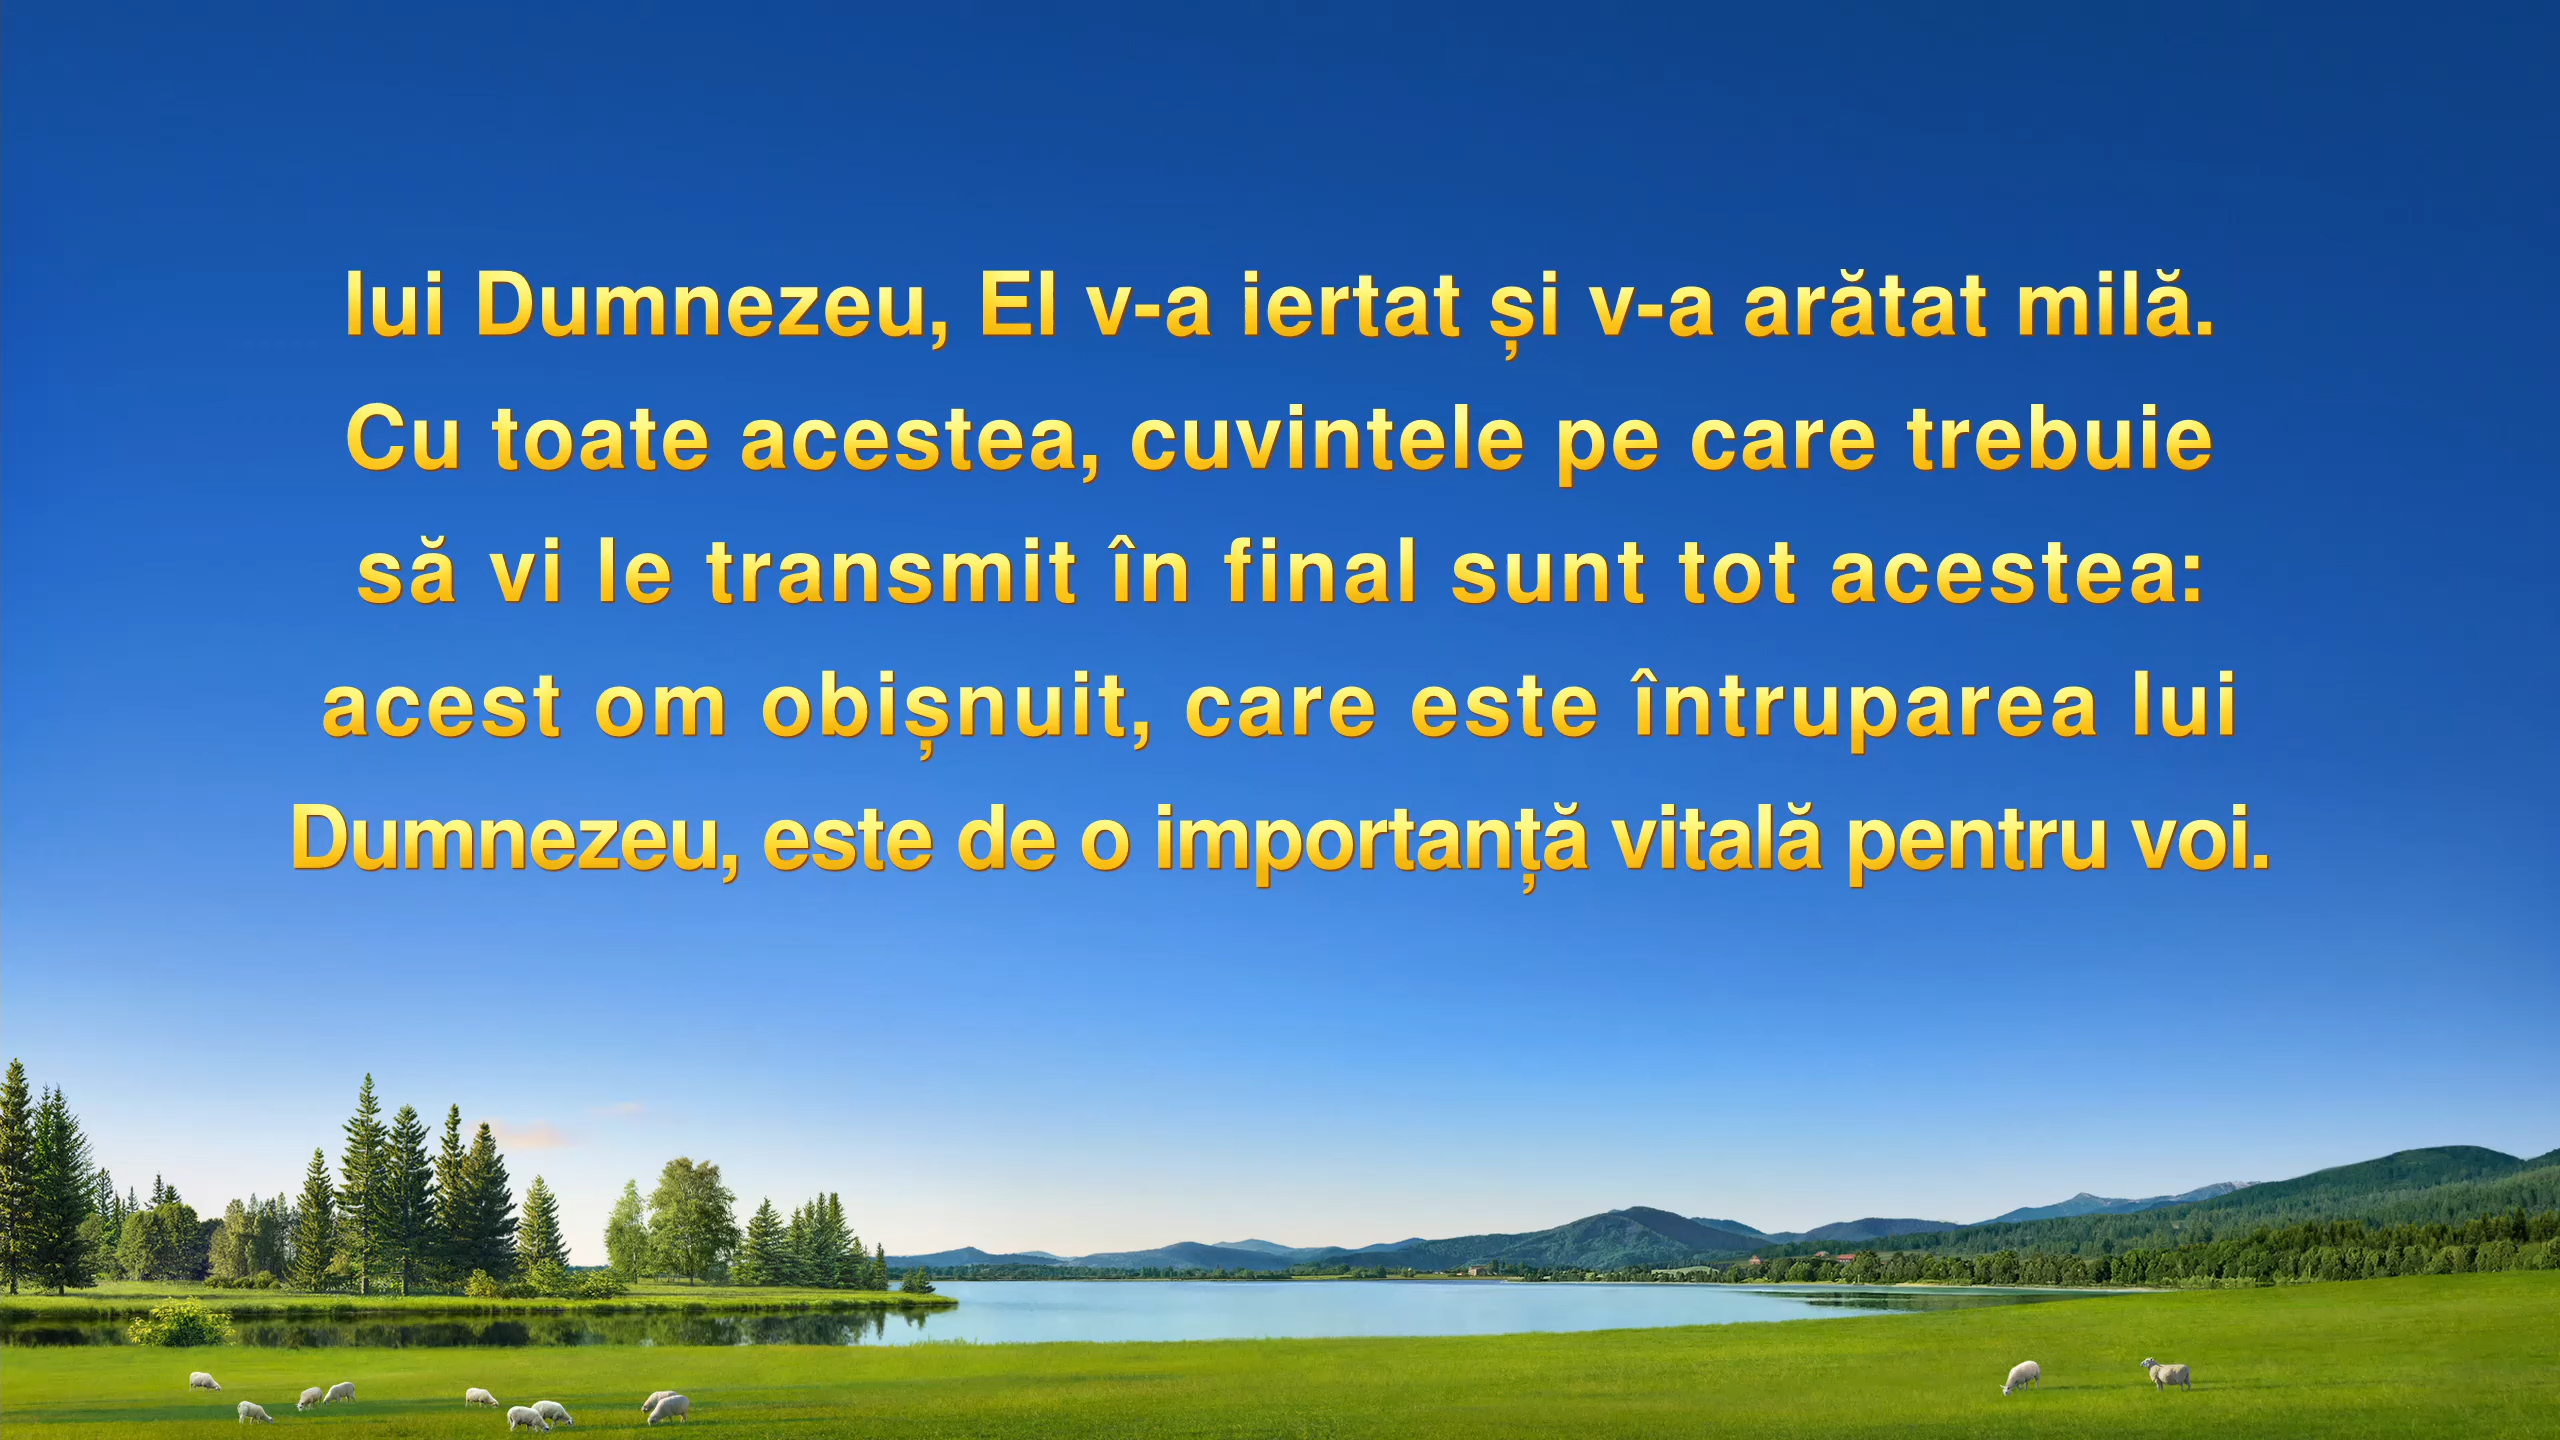 lui Dumnezeu, El v-a iertat și v-a arătat milă.
Cu toate acestea, cuvintele pe care trebuie
să vi le transmit în final sunt tot acestea:
acest om obișnuit, care este întruparea lui
Dumnezeu, este de o importanță vitală pentru voi.